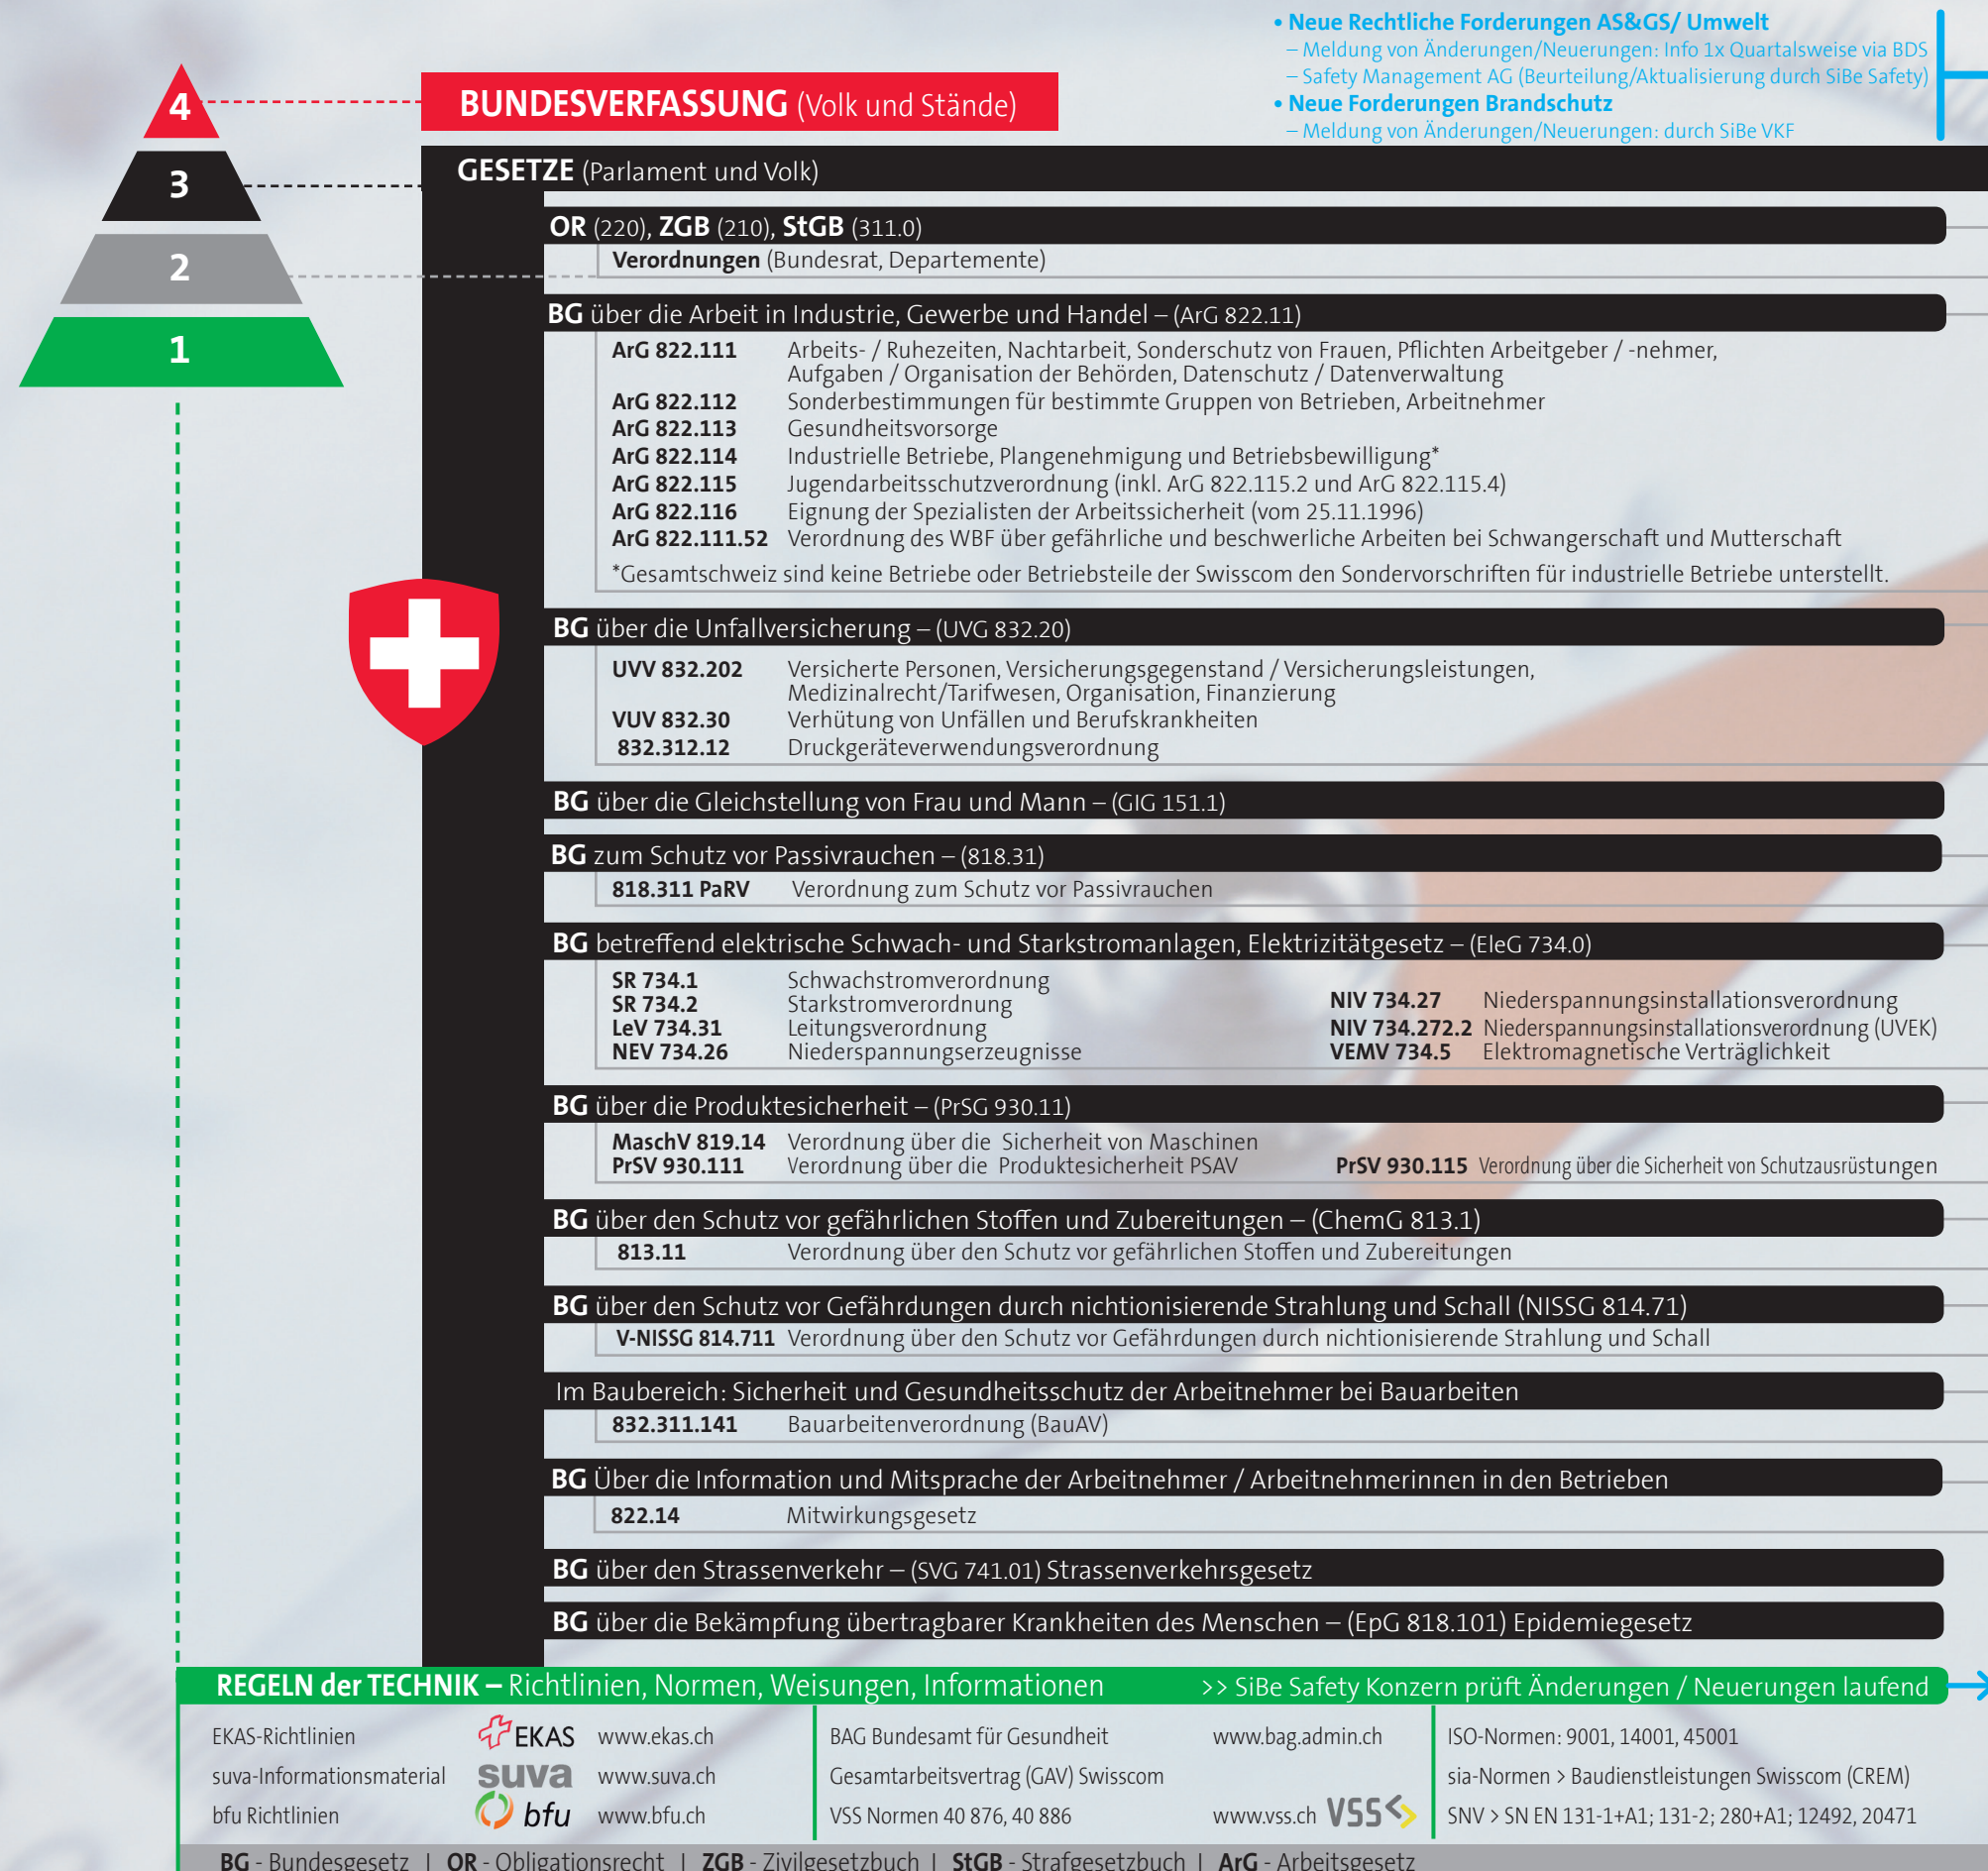 • Neue Rechtliche Forderungen AS&GS/ Umwelt
– Meldung von Änderungen/Neuerungen: Info 1x Quartalsweise via BDS
– Safety Management AG (Beurteilung/Aktualisierung durch SiBe Safety)
• Neue Forderungen Brandschutz
– Meldung von Änderungen/Neuerungen: durch SiBe VKF
4
BUNDESVERFASSUNG (Volk und Stände)
3
GESETZE (Parlament und Volk)
OR (220), ZGB (210), StGB (311.0)
2
Verordnungen (Bundesrat, Departemente)
1
BG über die Arbeit in Industrie, Gewerbe und Handel – (ArG 822.11)
ArG 822.111 Arbeits- / Ruhezeiten, Nachtarbeit, Sonderschutz von Frauen, Pflichten Arbeitgeber / -nehmer,
Aufgaben / Organisation der Behörden, Datenschutz / Datenverwaltung
ArG 822.112 Sonderbestimmungen für bestimmte Gruppen von Betrieben, Arbeitnehmer
ArG 822.113 Gesundheitsvorsorge
ArG 822.114 Industrielle Betriebe, Plangenehmigung und Betriebsbewilligung*
ArG 822.115 Jugendarbeitsschutzverordnung (inkl. ArG 822.115.2 und ArG 822.115.4)
ArG 822.116 Eignung der Spezialisten der Arbeitssicherheit (vom 25.11.1996)
ArG 822.111.52 Verordnung des WBF über gefährliche und beschwerliche Arbeiten bei Schwangerschaft und Mutterschaft
*Gesamtschweiz sind keine Betriebe oder Betriebsteile der Swisscom den Sondervorschriften für industrielle Betriebe unterstellt.
BG über die Unfallversicherung – (UVG 832.20)
UVV 832.202 Versicherte Personen, Versicherungsgegenstand / Versicherungsleistungen,
Medizinalrecht/Tarifwesen, Organisation, Finanzierung
VUV 832.30 Verhütung von Unfällen und Berufskrankheiten
832.312.12 Druckgeräteverwendungsverordnung
BG über die Gleichstellung von Frau und Mann – (GIG 151.1)
BG zum Schutz vor Passivrauchen – (818.31)
818.311 PaRV Verordnung zum Schutz vor Passivrauchen
BG betreffend elektrische Schwach- und Starkstromanlagen, Elektrizitätgesetz – (EleG 734.0)
SR 734.1 Schwachstromverordnung
SR 734.2 Starkstromverordnung
LeV 734.31 Leitungsverordnung
NEV 734.26 Niederspannungserzeugnisse
NIV 734.27 Niederspannungsinstallationsverordnung
NIV 734.272.2 Niederspannungsinstallationsverordnung (UVEK)
VEMV 734.5 Elektromagnetische Verträglichkeit
BG über die Produktesicherheit – (PrSG 930.11)
MaschV 819.14 Verordnung über die Sicherheit von Maschinen
PrSV 930.111 Verordnung über die Produktesicherheit PSAV PrSV 930.115 Verordnung über die Sicherheit von Schutzausrüstungen
BG über den Schutz vor gefährlichen Stoffen und Zubereitungen – (ChemG 813.1)
813.11 Verordnung über den Schutz vor gefährlichen Stoffen und Zubereitungen
BG über den Schutz vor Gefährdungen durch nichtionisierende Strahlung und Schall (NISSG 814.71)
V-NISSG 814.711 Verordnung über den Schutz vor Gefährdungen durch nichtionisierende Strahlung und Schall
Im Baubereich: Sicherheit und Gesundheitsschutz der Arbeitnehmer bei Bauarbeiten
832.311.141 Bauarbeitenverordnung (BauAV)
BG Über die Information und Mitsprache der Arbeitnehmer / Arbeitnehmerinnen in den Betrieben
822.14 Mitwirkungsgesetz
BG über den Strassenverkehr – (SVG 741.01) Strassenverkehrsgesetz
BG über die Bekämpfung übertragbarer Krankheiten des Menschen – (EpG 818.101) Epidemiegesetz
REGELN der TECHNIK – Richtlinien, Normen, Weisungen, Informationen >> SiBe Safety Konzern prüft Änderungen / Neuerungen laufend
EKAS-Richtlinien EKAS www.ekas.ch
suva-Informationsmaterial suva www.suva.ch
bfu Richtlinien bfu www.bfu.ch
BAG Bundesamt für Gesundheit www.bag.admin.ch
Gesamtarbeitsvertrag (GAV) Swisscom
VSS Normen 40 876, 40 886 www.vss.ch VSS
ISO-Normen: 9001, 14001, 45001
sia-Normen > Baudienstleistungen Swisscom (CREM)
SNV > SN EN 131-1+A1; 131-2; 280+A1; 12492, 20471
BG - Bundesgesetz | OR - Obligationsrecht | ZGB - Zivilgesetzbuch | StGB - Strafgesetzbuch | ArG - Arbeitsgesetz